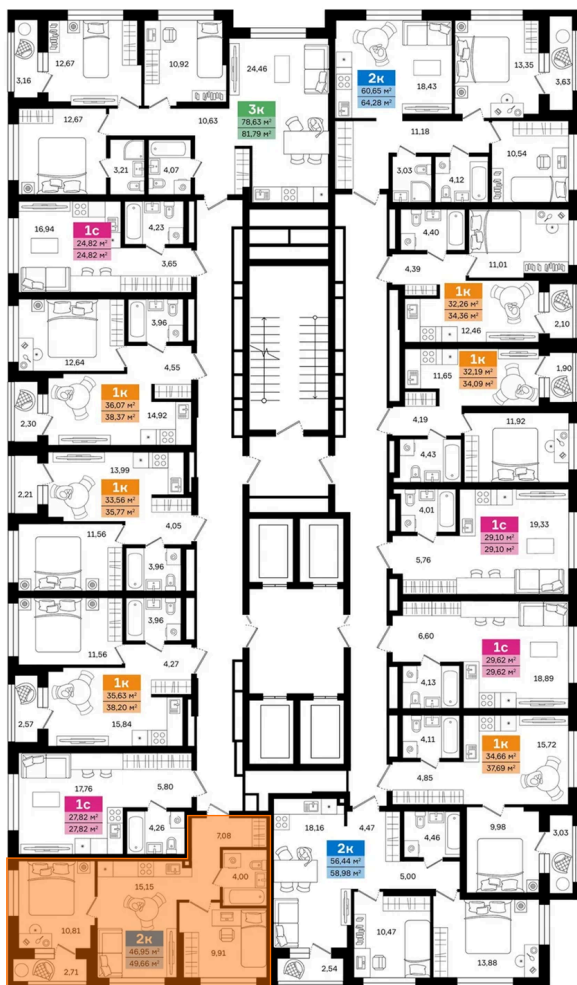 3,16
12,67
10,92
24,46
3к
78,63 м²
81,79 м²
12,67
10,63
3,21
4,07
2к
60,65 м²
64,28 м²
18,43
13,35
3,63
11,18
3,03
4,12
10,54
16,94
1с
24,82 м²
24,82 м²
4,23
3,65
4,40
11,01
4,39
1к
32,26 м²
34,36 м²
12,46
2,10
12,64
3,96
4,55
1к
36,07 м²
38,37 м²
14,92
2,30
11,65
1к
32,19 м²
34,09 м²
1,90
4,19
11,92
4,43
2,21
13,99
1к
33,56 м²
35,77 м²
4,05
11,56
3,96
4,01
1с
29,10 м²
29,10 м²
19,33
5,76
3,96
11,56
4,27
1к
35,63 м²
38,20 м²
2,57
15,84
6,60
1с
29,62 м²
29,62 м²
4,13
18,89
4,11
1к
34,66 м²
37,69 м²
15,72
4,85
17,76
5,80
1с
27,82 м²
27,82 м²
4,26
7,08
4,00
15,15
10,81
2к
46,95 м²
49,66 м²
9,91
2,71
18,16
4,47
2к
56,44 м²
58,98 м²
4,46
9,98
3,03
5,00
10,47
13,88
2,54